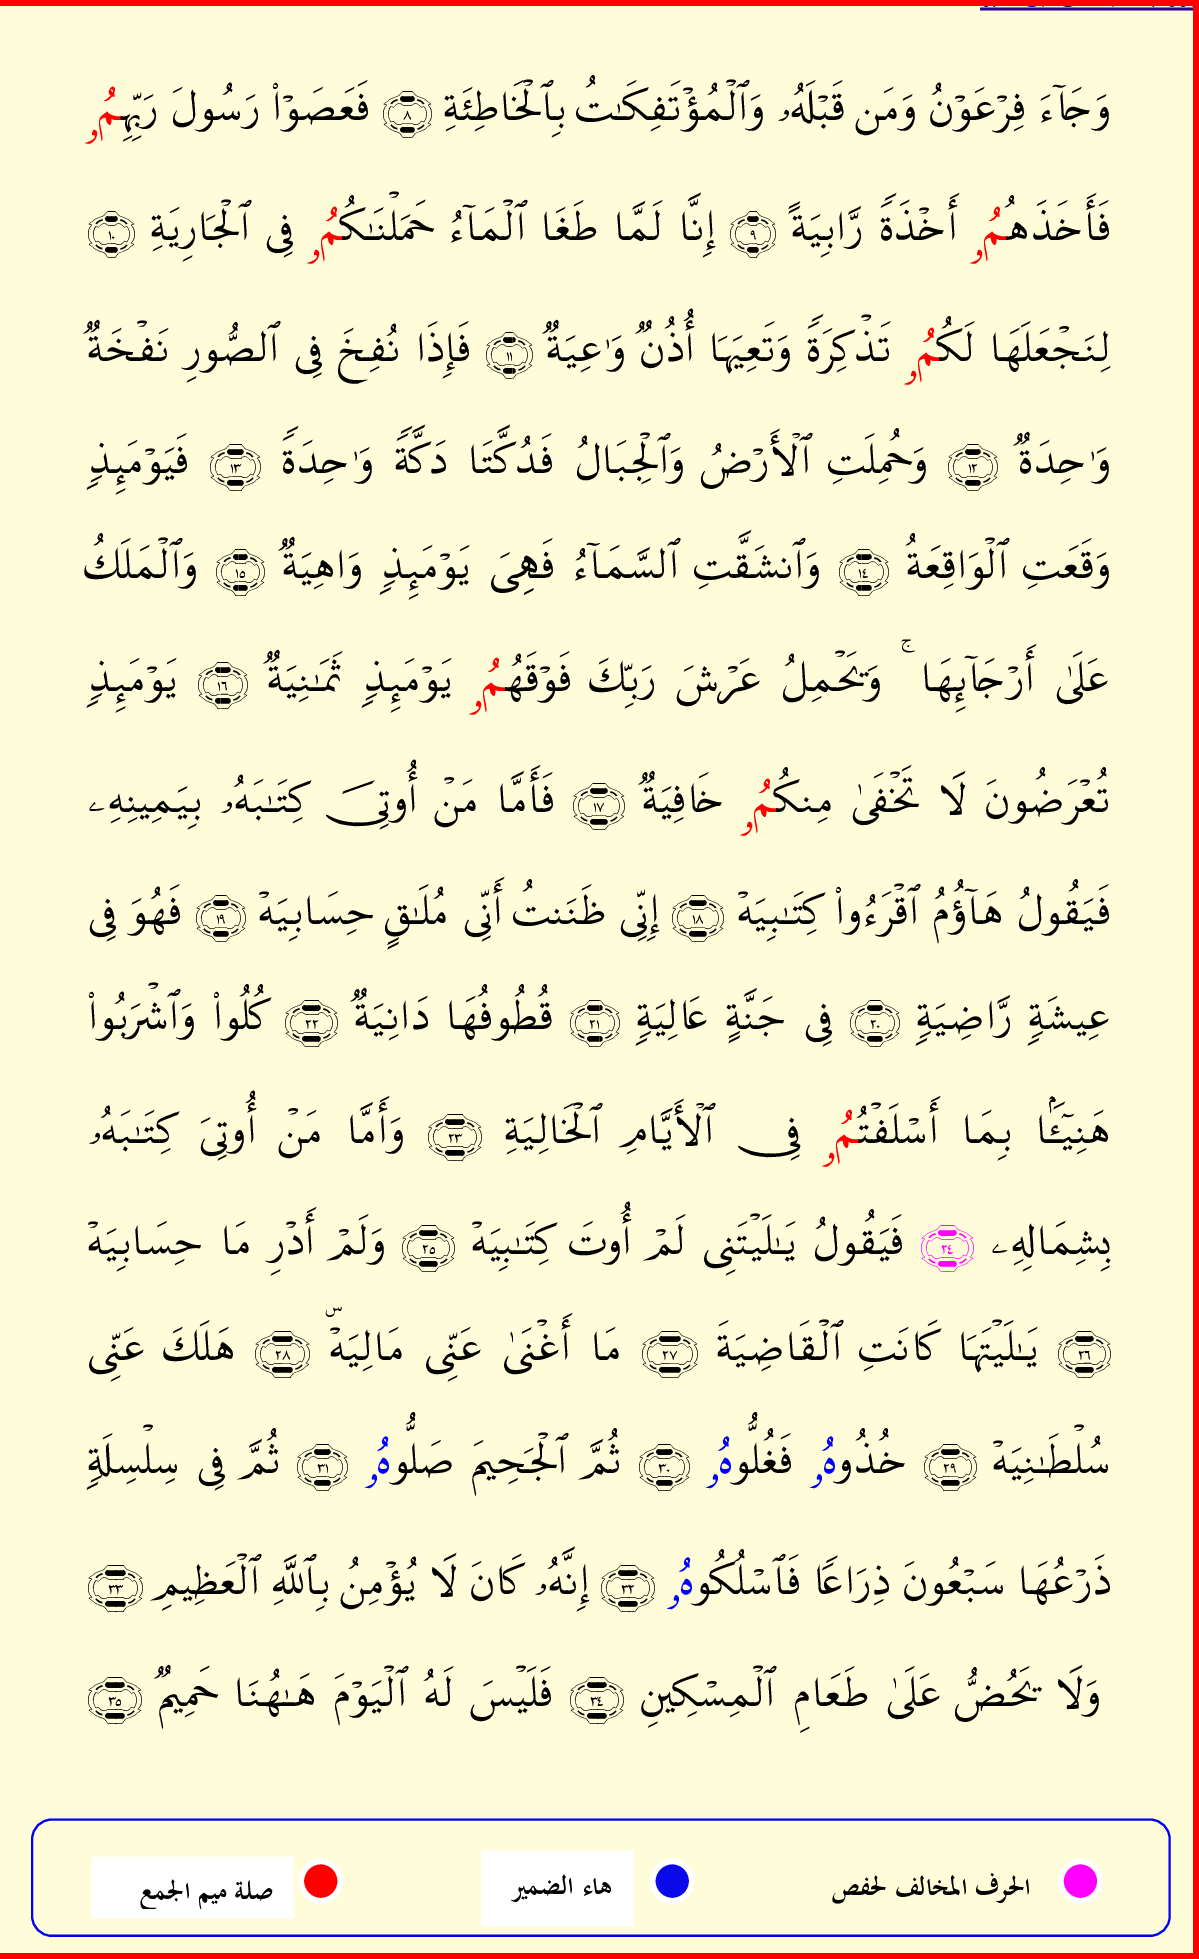 وَجَآءَ فِرْعَوْنُ وَمَن قَبْلَهُۥ وَٱلْمُؤْتَفِكَٰتُ بِٱلْخَاطِئَةِ ٨ فَعَصَوْا۟ رَسُولَ رَبِّهِمُۥ
فَأَخَذَهُمُۥ أَخْذَةً رَّابِيَةً ٩ إِنَّا لَمَّا طَغَا ٱلْمَآءُ حَمَلْنَٰكُمُۥ فِى ٱلْجَارِيَةِ ١٠
لِنَجْعَلَهَا لَكُمُۥ تَذْكِرَةً وَتَعِيَهَا أُذُنٌ وَٰعِيَةٌ ١١ فَإِذَا نُفِخَ فِى ٱلصُّورِ نَفْخَةٌ
وَٰحِدَةٌ ١٢ وَحُمِلَتِ ٱلْأَرْضُ وَٱلْجِبَالُ فَدُكَّتَا دَكَّةً وَٰحِدَةً ١٣ فَيَوْمَئِذٍ
وَقَعَتِ ٱلْوَاقِعَةُ ١٤ وَٱنشَقَّتِ ٱلسَّمَآءُ فَهِىَ يَوْمَئِذٍ وَاهِيَةٌ ١٥ وَٱلْمَلَكُ
عَلَىٰ أَرْجَآئِهَا ۚ وَيَحْمِلُ عَرْشَ رَبِّكَ فَوْقَهُمُۥ يَوْمَئِذٍ ثَمَٰنِيَةٌ ١٦ يَوْمَئِذٍ
تُعْرَضُونَ لَا تَخْفَىٰ مِنكُمُۥ خَافِيَةٌ ١٧ فَأَمَّا مَنْ أُوتِىَ كِتَٰبَهُۥ بِيَمِينِهِۦ
فَيَقُولُ هَآؤُمُ ٱقْرَءُوا۟ كِتَٰبِيَهْ ١٨ إِنِّى ظَنَنتُ أَنِّى مُلَٰقٍ حِسَابِيَهْ ١٩ فَهُوَ فِى
عِيشَةٍ رَّاضِيَةٍ ٢٠ فِى جَنَّةٍ عَالِيَةٍ ٢١ قُطُوفُهَا دَانِيَةٌ ٢٢ كُلُوا۟ وَٱشْرَبُوا۟
هَنِيٓـًٔۢا بِمَا أَسْلَفْتُمُۥ فِى ٱلْأَيَّامِ ٱلْخَالِيَةِ ٢٣ وَأَمَّا مَنْ أُوتِىَ كِتَٰبَهُۥ
بِشِمَالِهِۦ ٢٤ فَيَقُولُ يَٰلَيْتَنِى لَمْ أُوتَ كِتَٰبِيَهْ ٢٥ وَلَمْ أَدْرِ مَا حِسَابِيَهْ
٢٦ يَٰلَيْتَهَا كَانَتِ ٱلْقَاضِيَةَ ٢٧ مَا أَغْنَىٰ عَنِّى مَالِيَهْۜ ٢٨ هَلَكَ عَنِّى
سُلْطَٰنِيَهْ ٢٩ خُذُوهُۥ فَغُلُّوهُۥ ٣٠ ثُمَّ ٱلْجَحِيمَ صَلُّوهُۥ ٣١ ثُمَّ فِى سِلْسِلَةٍ
ذَرْعُهَا سَبْعُونَ ذِرَاعًا فَٱسْلُكُوهُۥ ٣٢ إِنَّهُۥ كَانَ لَا يُؤْمِنُ بِٱللَّهِ ٱلْعَظِيمِ ٣٣
وَلَا يَحُضُّ عَلَىٰ طَعَامِ ٱلْمِسْكِينِ ٣٤ فَلَيْسَ لَهُ ٱلْيَوْمَ هَٰهُنَا حَمِيمٌ ٣٥
الحرف المخالف لحفص هاء الضمير صلة ميم الجمع